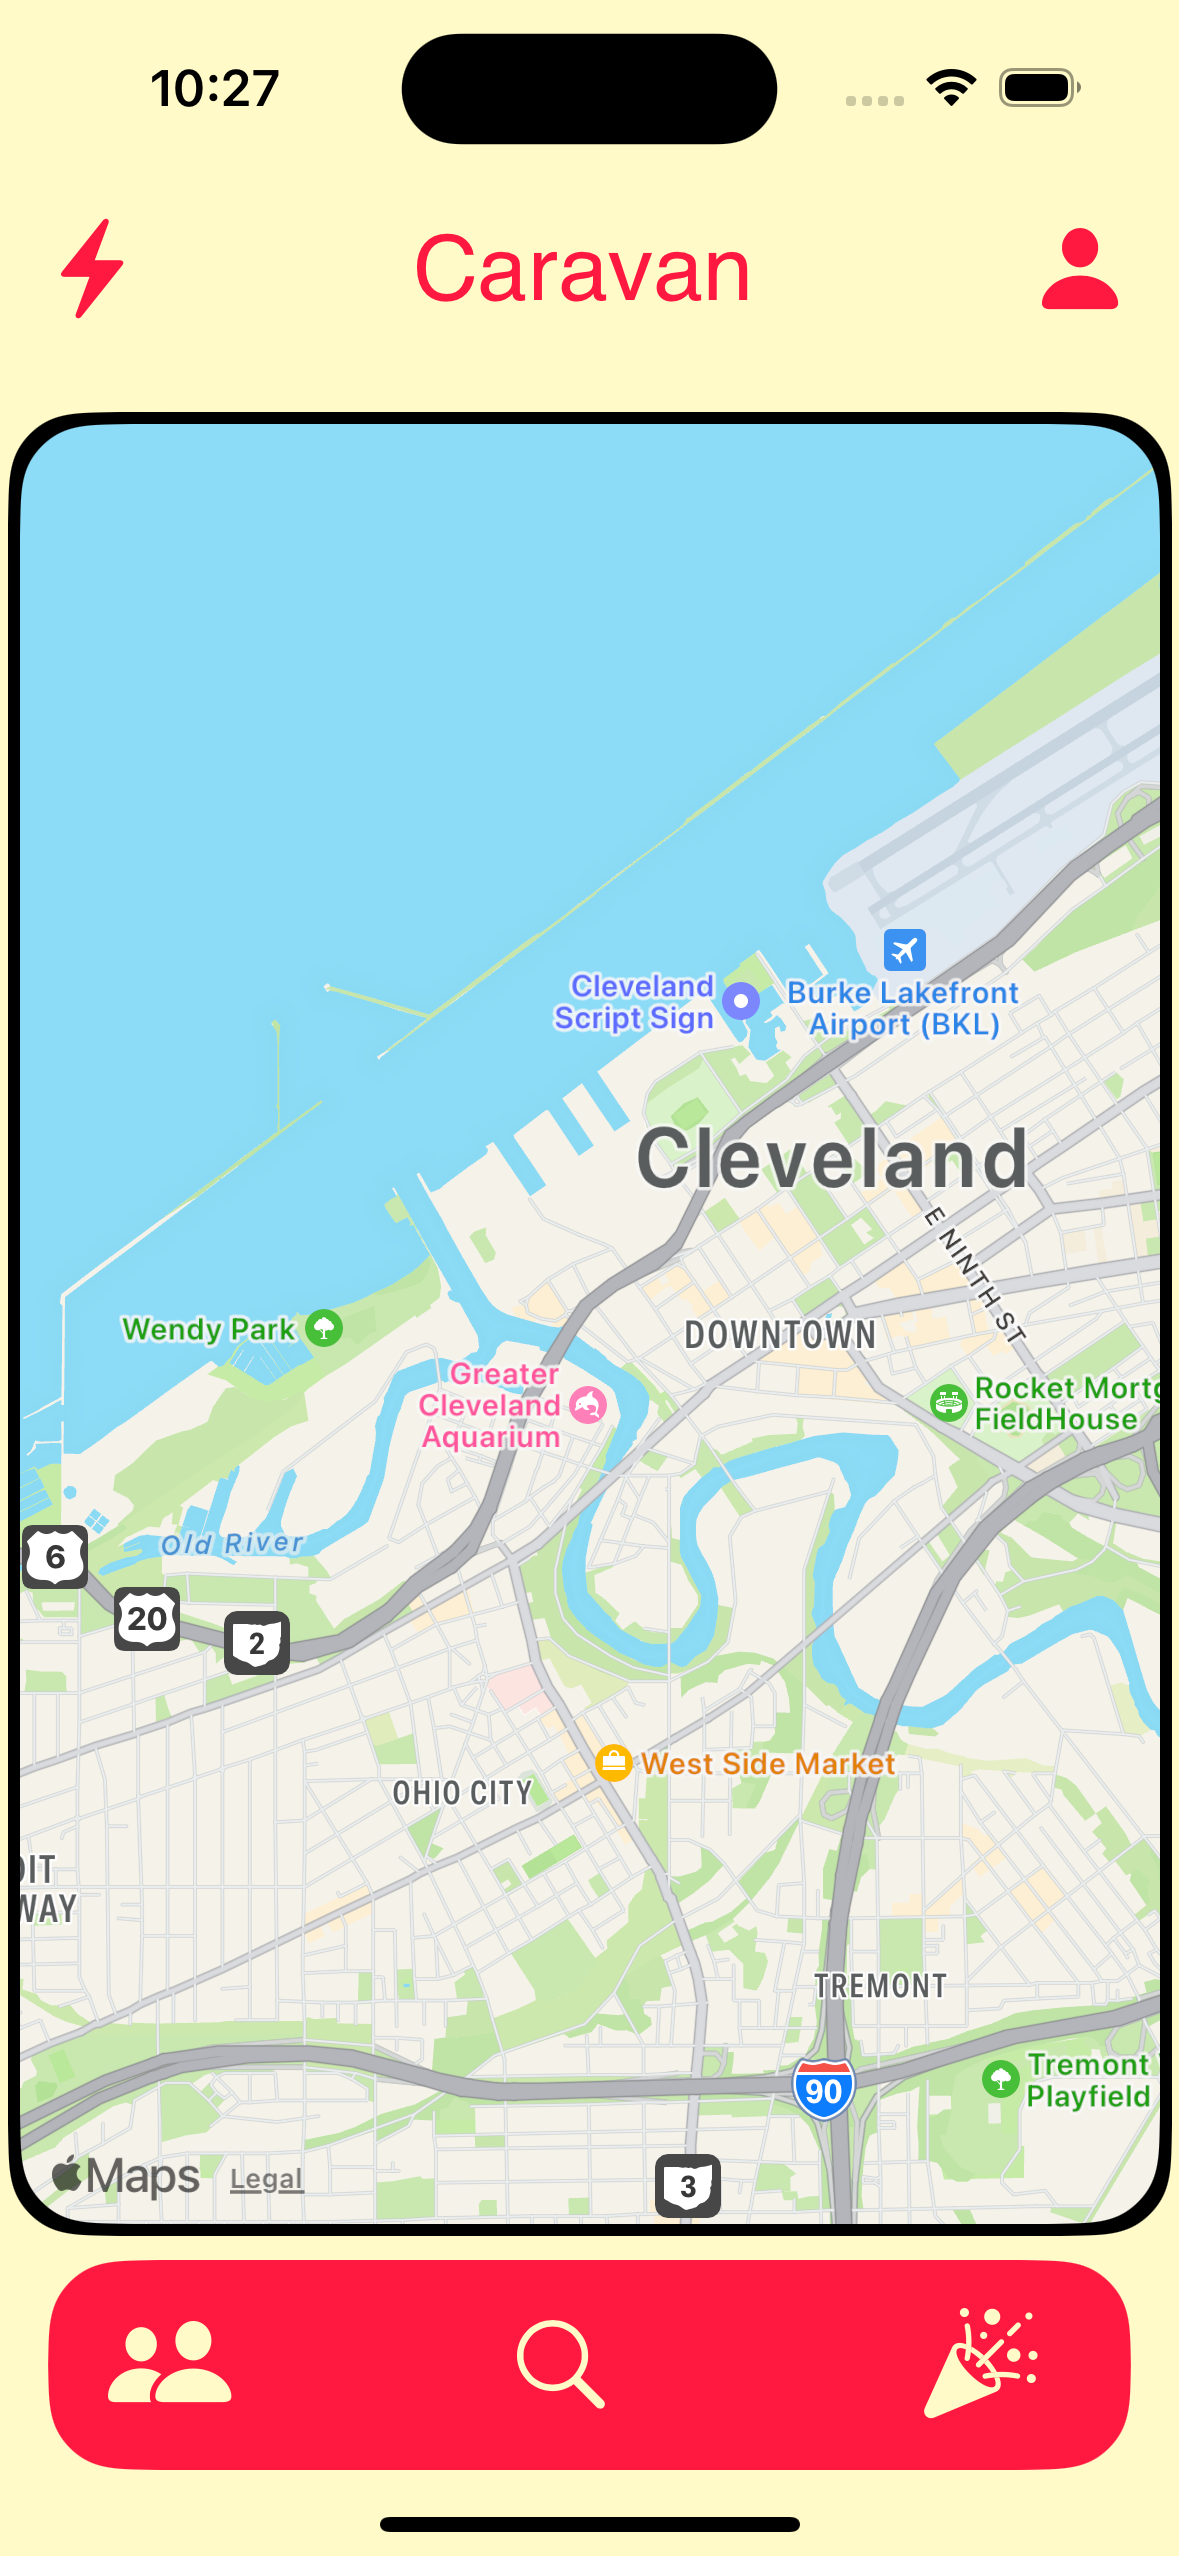 10:27
Caravan
Cleveland
Script Sign
Burke Lakefront
Airport (BKL)
Cleveland
E NINTH ST
Wendy Park
DOWNTOWN
Greater
Cleveland
Aquarium
Rocket Mortg
FieldHouse
Old River
6
20
2
West Side Market
OHIO CITY
OIT
WAY
TREMONT
Tremont
Playfield
90
Maps
Legal
3